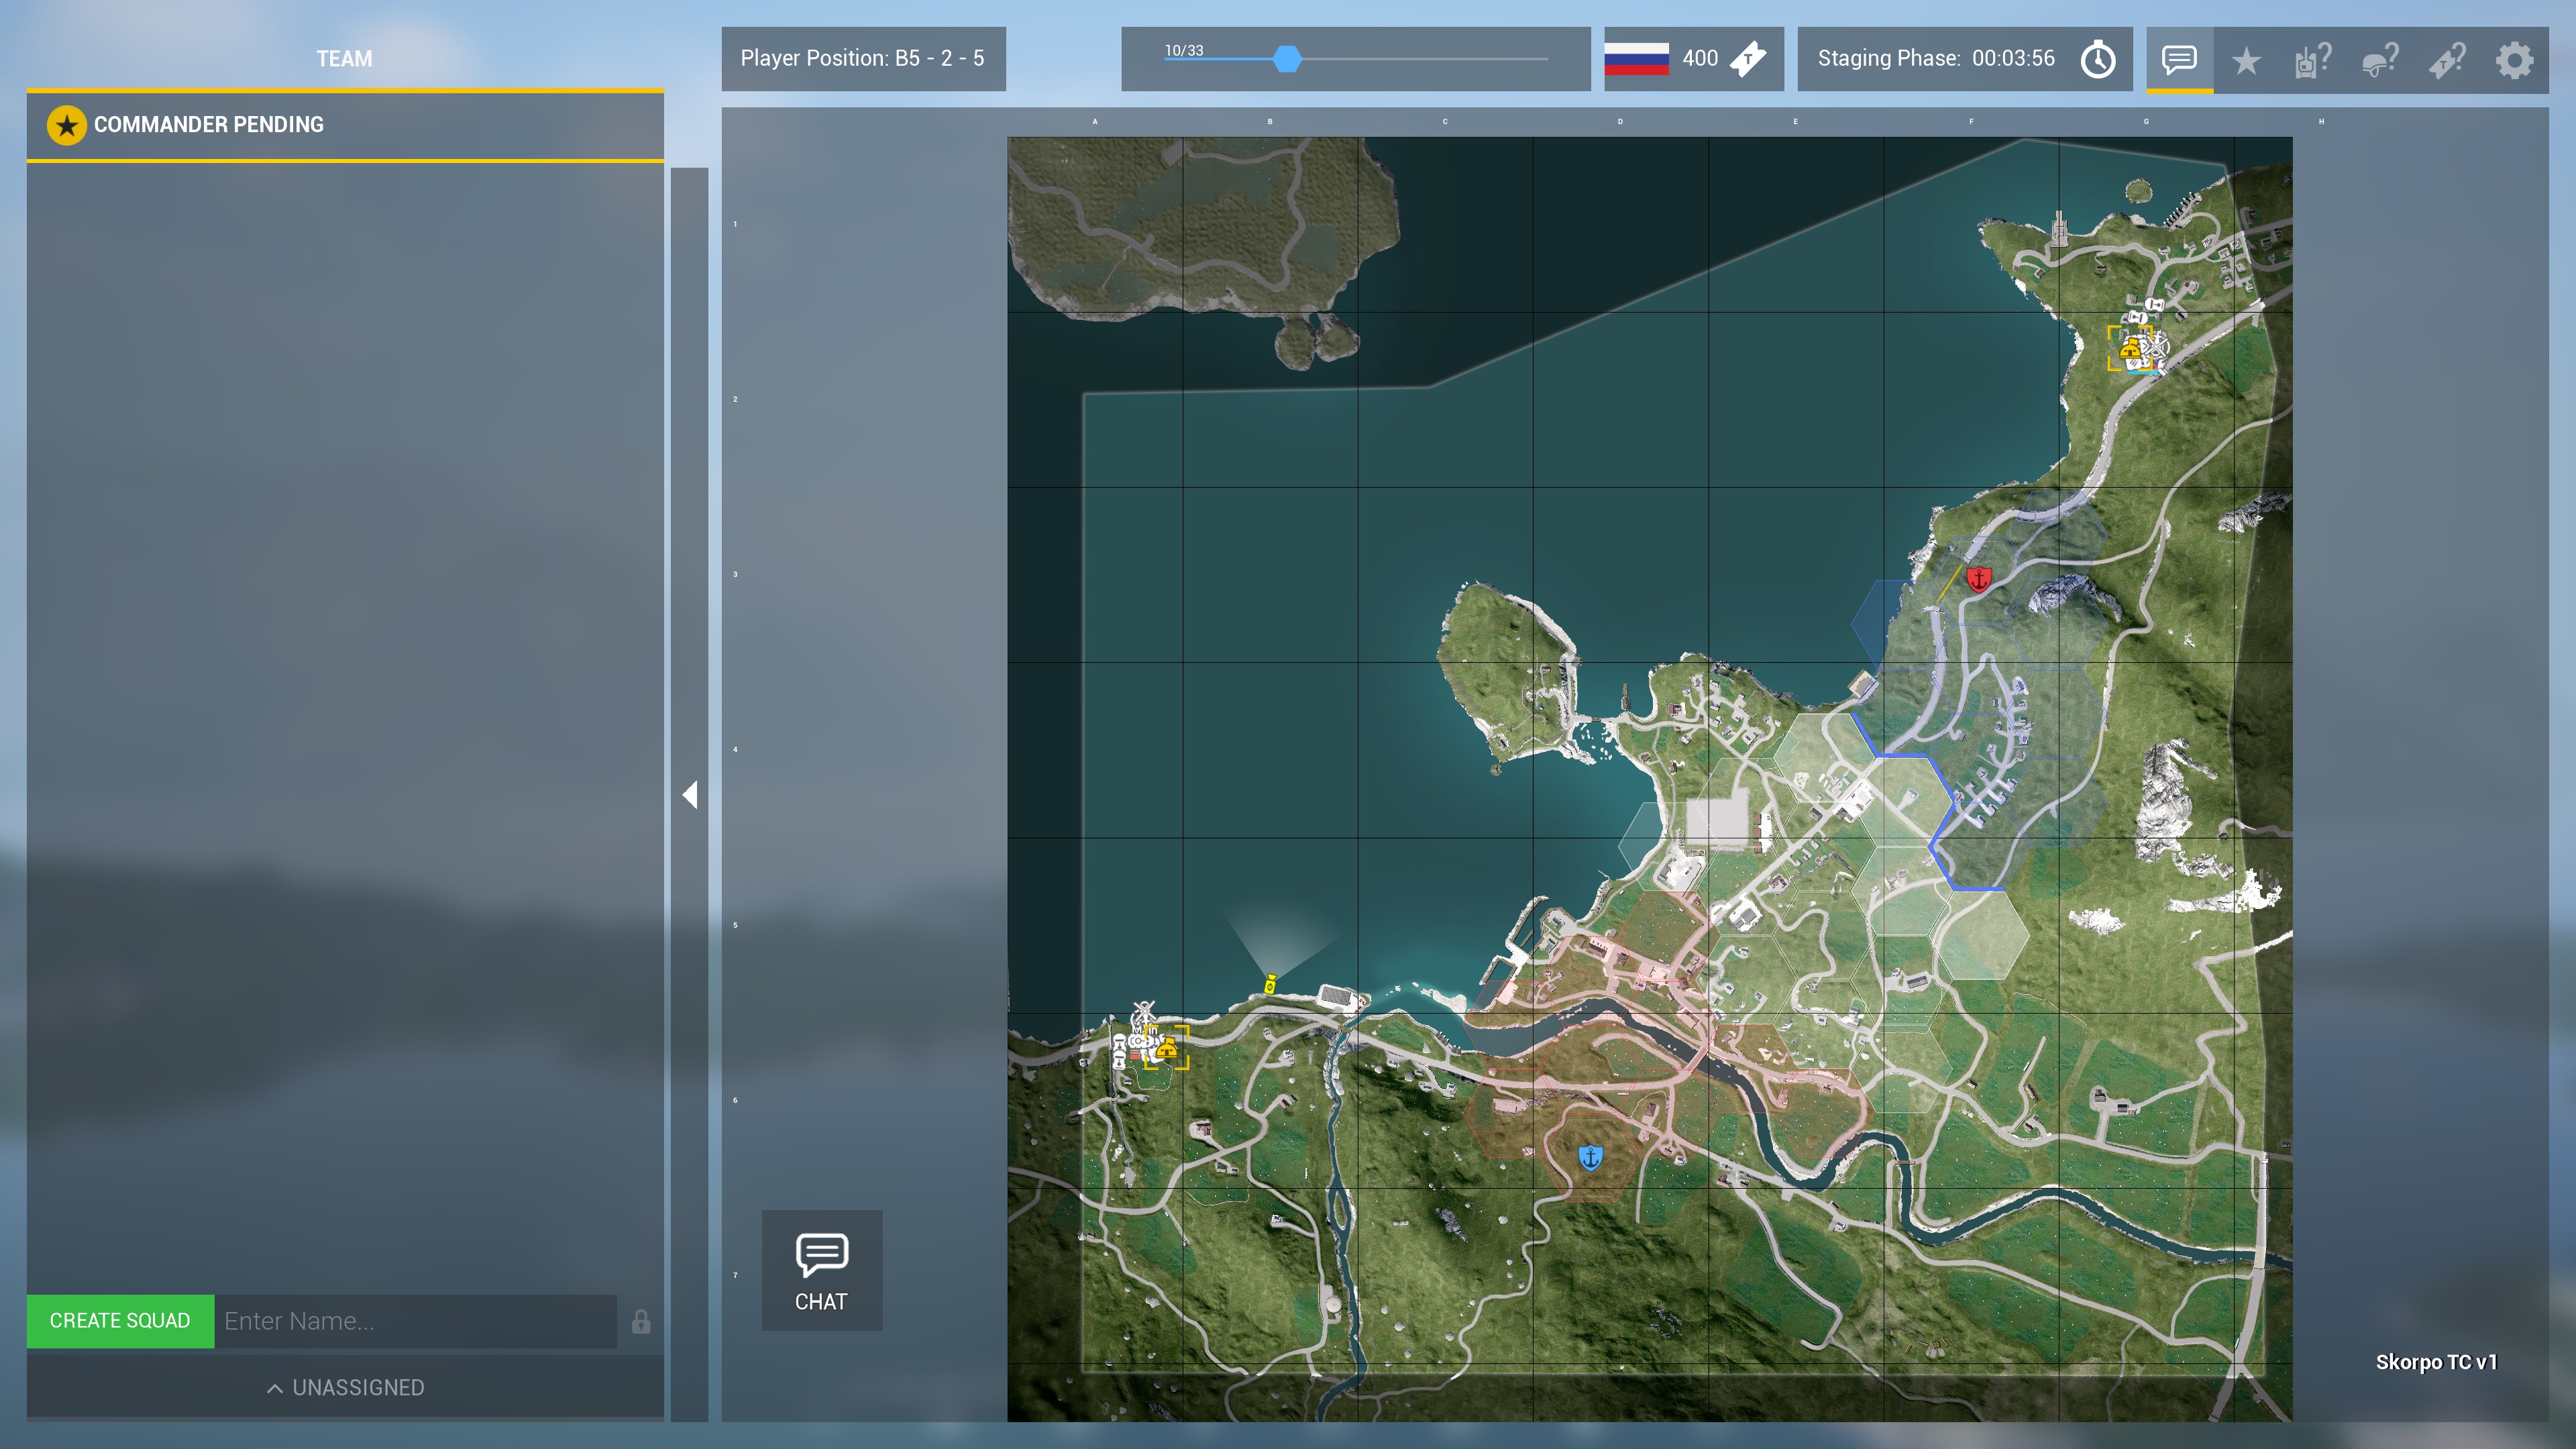 TEAM
Player Position: B5 - 2 - 5
10/33
400
Staging Phase: 00:03:56
COMMANDER PENDING
A B C D E F G H
1
2
3
4
5
6
7
Main
CHAT
CREATE SQUAD
Enter Name...
UNASSIGNED
Skorpo TC v1